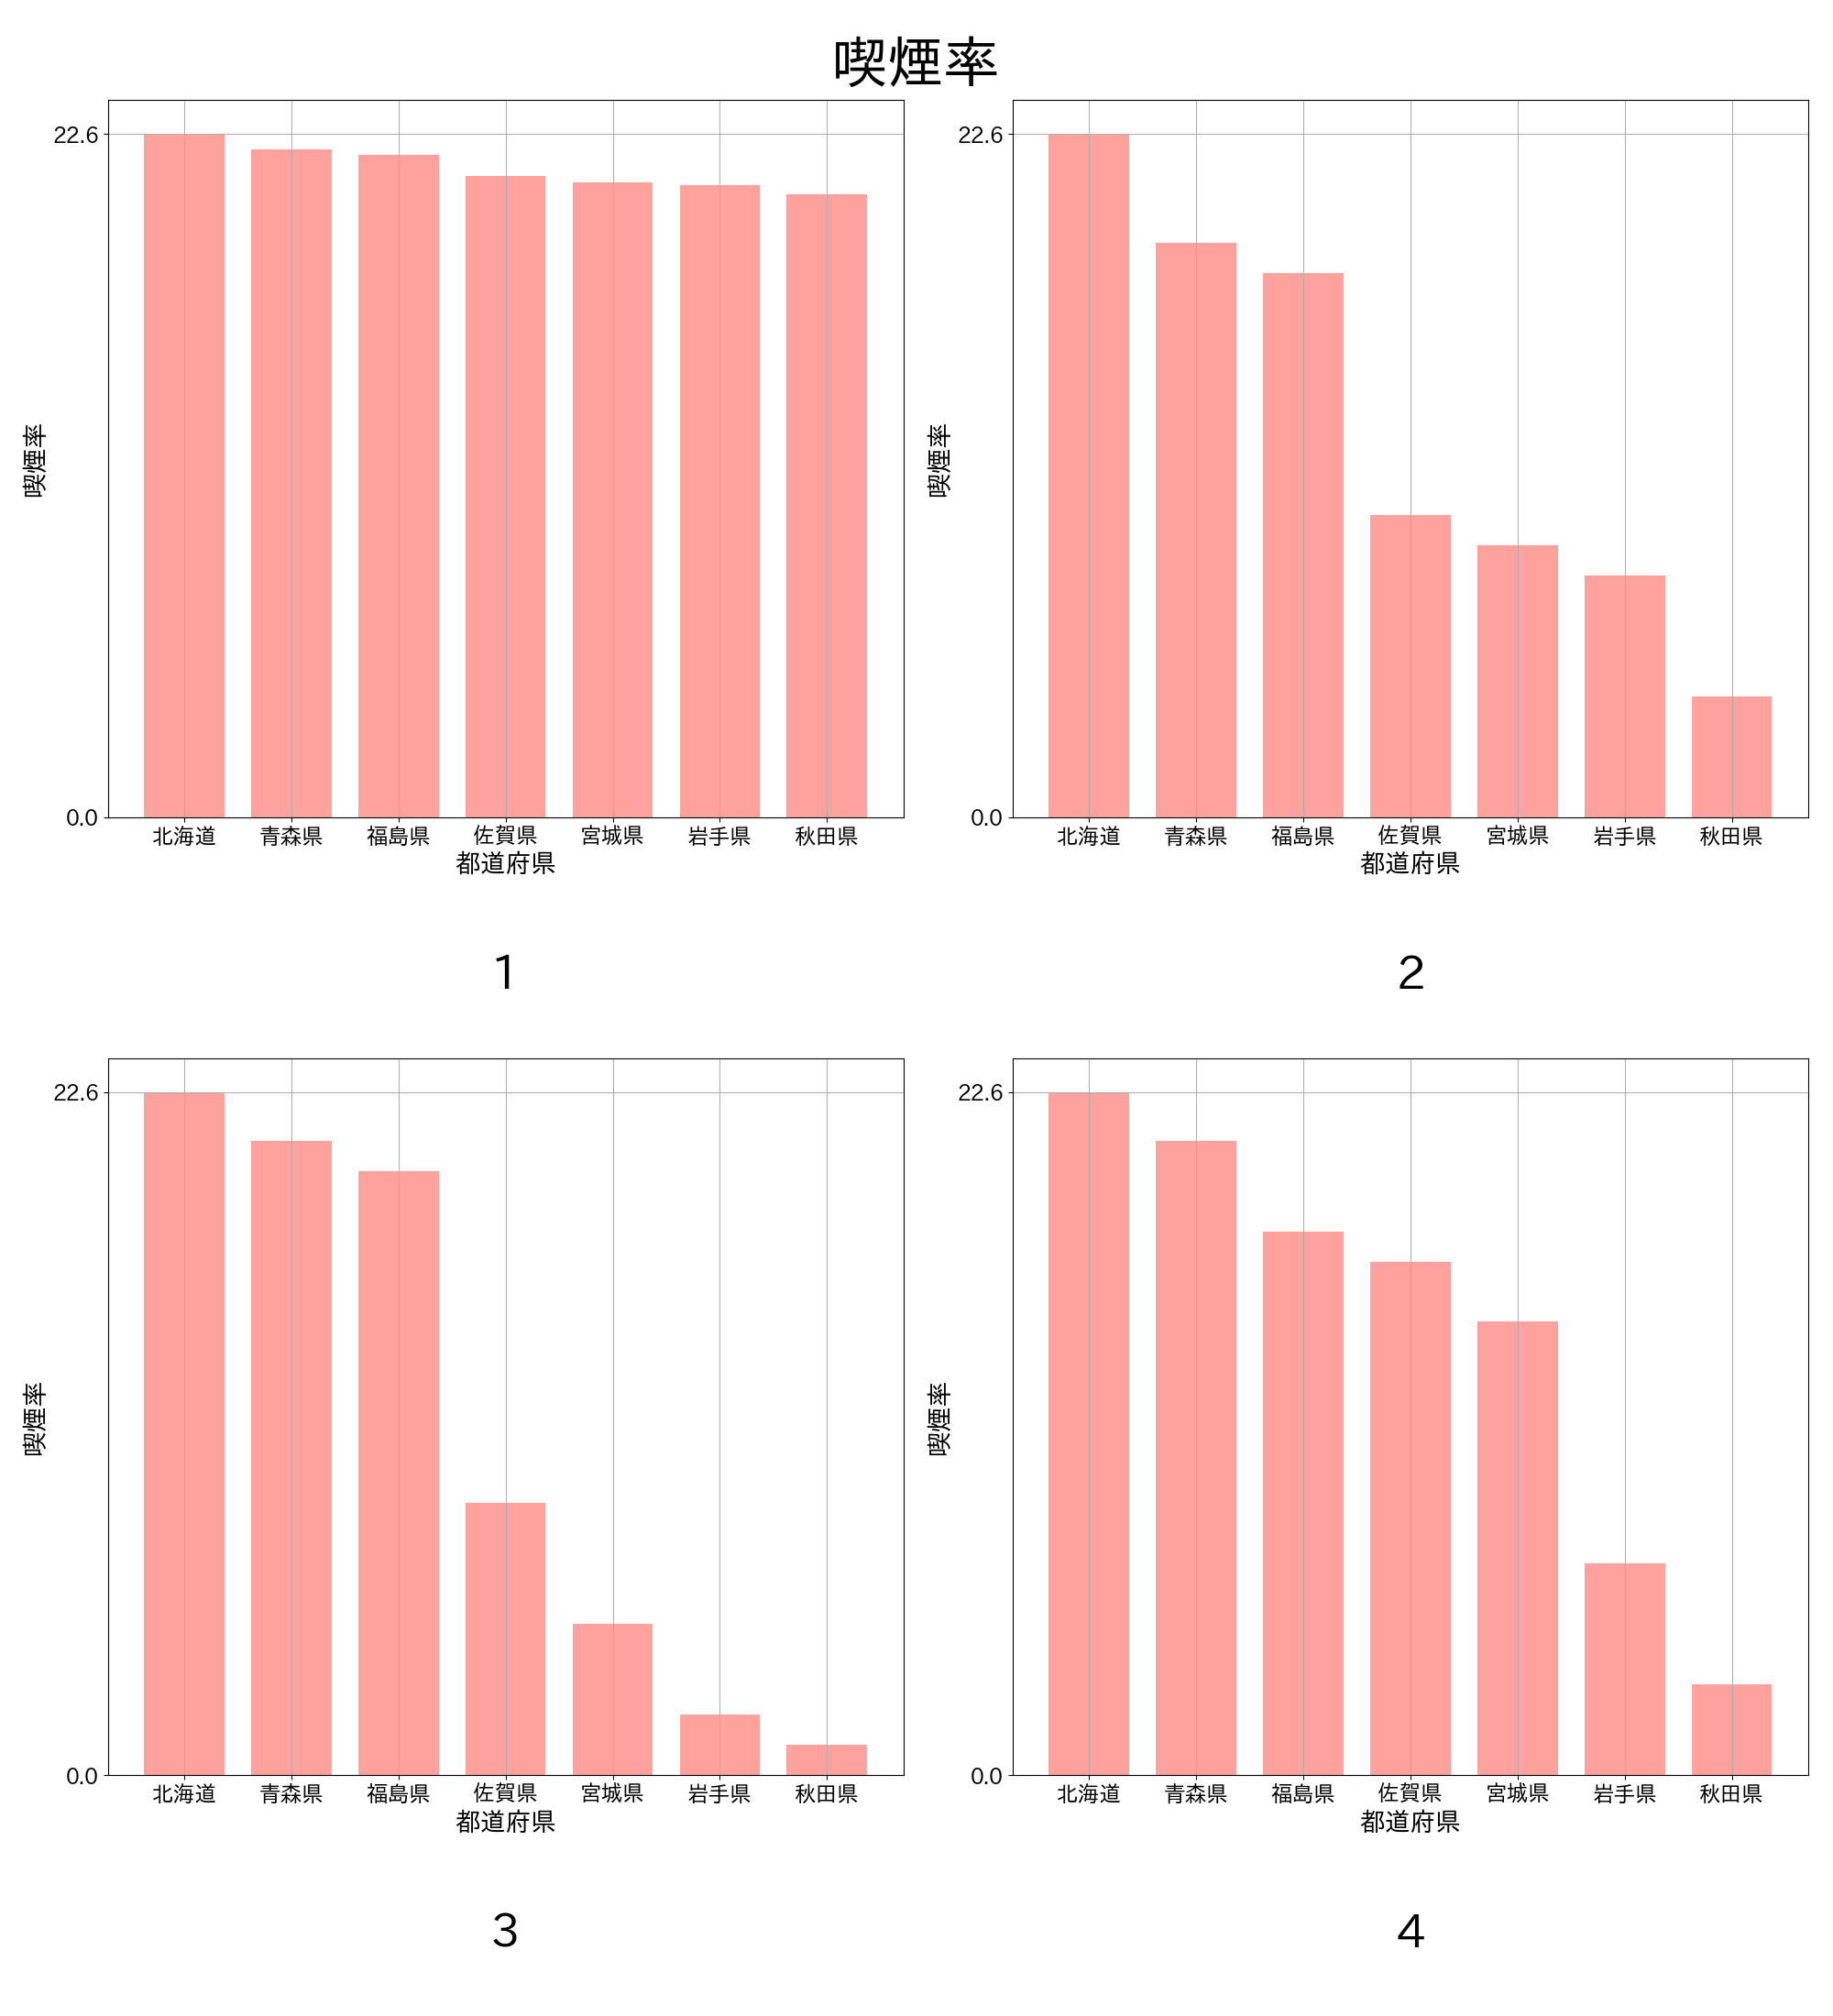 喫煙率
22.6
喫煙率
0.0
北海道 青森県 福島県 佐賀県 宮城県 岩手県 秋田県
都道府県
1
22.6
喫煙率
0.0
北海道 青森県 福島県 佐賀県 宮城県 岩手県 秋田県
都道府県
2
22.6
喫煙率
0.0
北海道 青森県 福島県 佐賀県 宮城県 岩手県 秋田県
都道府県
3
22.6
喫煙率
0.0
北海道 青森県 福島県 佐賀県 宮城県 岩手県 秋田県
都道府県
4